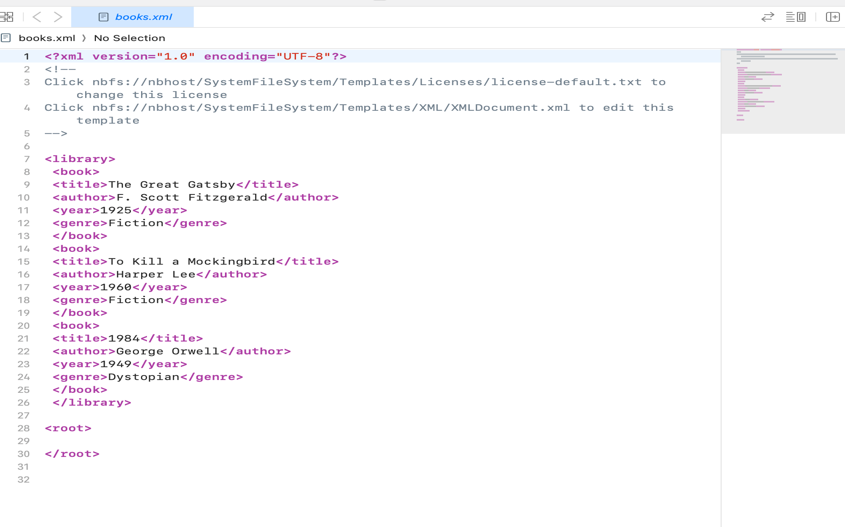 books.xml
books.xml 〉 No Selection
1 <?xml version="1.0" encoding="UTF-8"?>
2 <!--
3 Click nbfs://nbhost/SystemFileSystem/Templates/Licenses/license-default.txt to
change this license
4 Click nbfs://nbhost/SystemFileSystem/Templates/XML/XMLDocument.xml to edit this
template
5 -->
6
7 <library>
8 <book>
9 <title>The Great Gatsby</title>
10 <author>F. Scott Fitzgerald</author>
11 <year>1925</year>
12 <genre>Fiction</genre>
13 </book>
14 <book>
15 <title>To Kill a Mockingbird</title>
16 <author>Harper Lee</author>
17 <year>1960</year>
18 <genre>Fiction</genre>
19 </book>
20 <book>
21 <title>1984</title>
22 <author>George Orwell</author>
23 <year>1949</year>
24 <genre>Dystopian</genre>
25 </book>
26 </library>
27
28 <root>
29
30 </root>
31
32